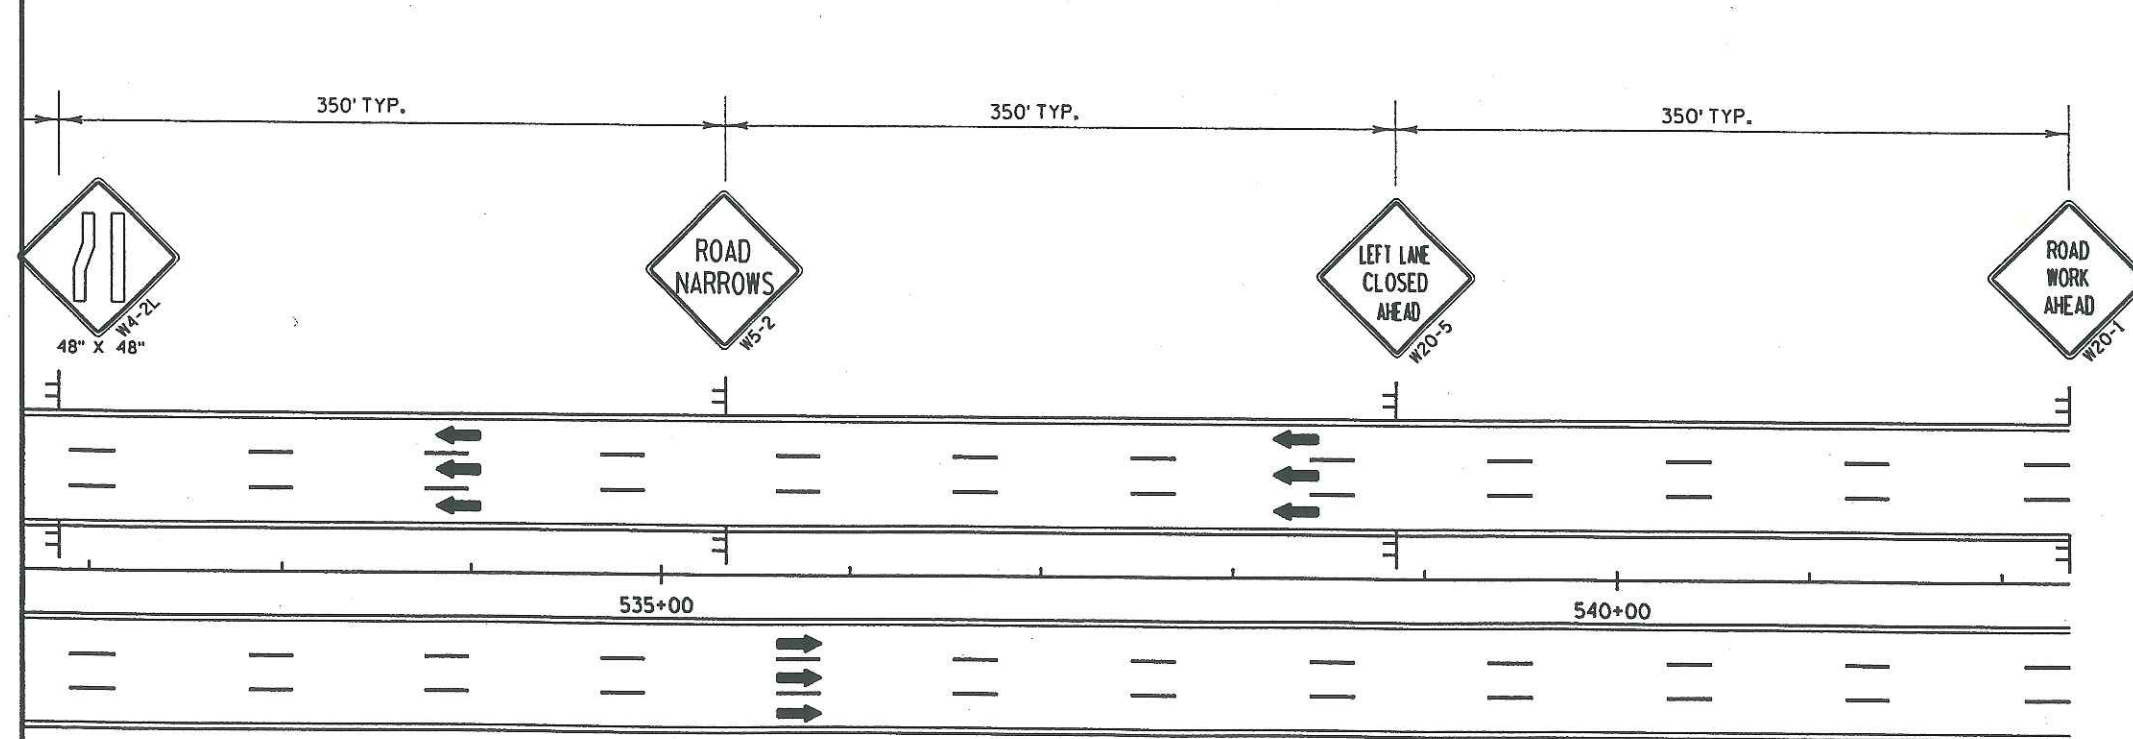 350' TYP.
350' TYP.
350' TYP.
W4-2L
48" X 48"
ROAD
NARROWS
W5-2
LEFT LANE
CLOSED
AHEAD
W20-5
ROAD
WORK
AHEAD
W20-1
535+00
540+00